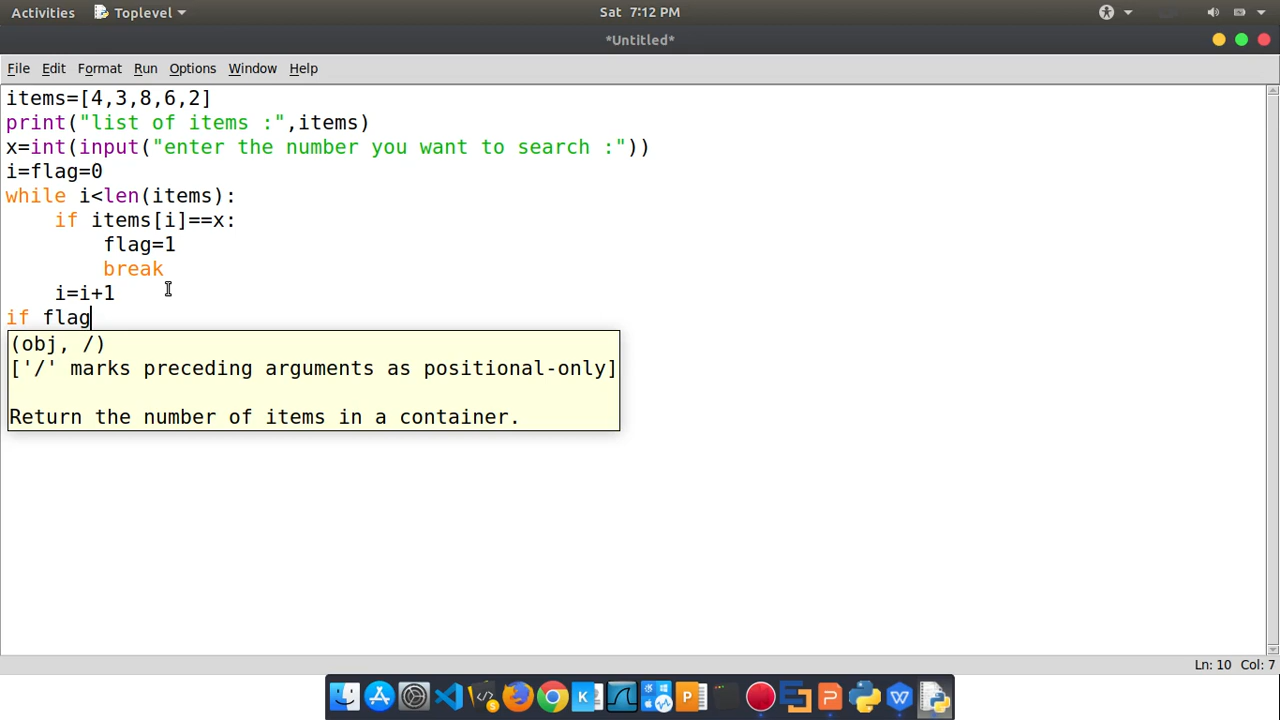 Activities Toplevel Sat 7:12 PM
*Untitled*
File Edit Format Run Options Window Help
items=[4,3,8,6,2]
print("list of items :",items)
x=int(input("enter the number you want to search :"))
i=flag=0
while i<len(items):
    if items[i]==x:
        flag=1
        break
    i=i+1
if flag
(obj, /)
['/' marks preceding arguments as positional-only]
Return the number of items in a container.
Ln: 10 Col: 7